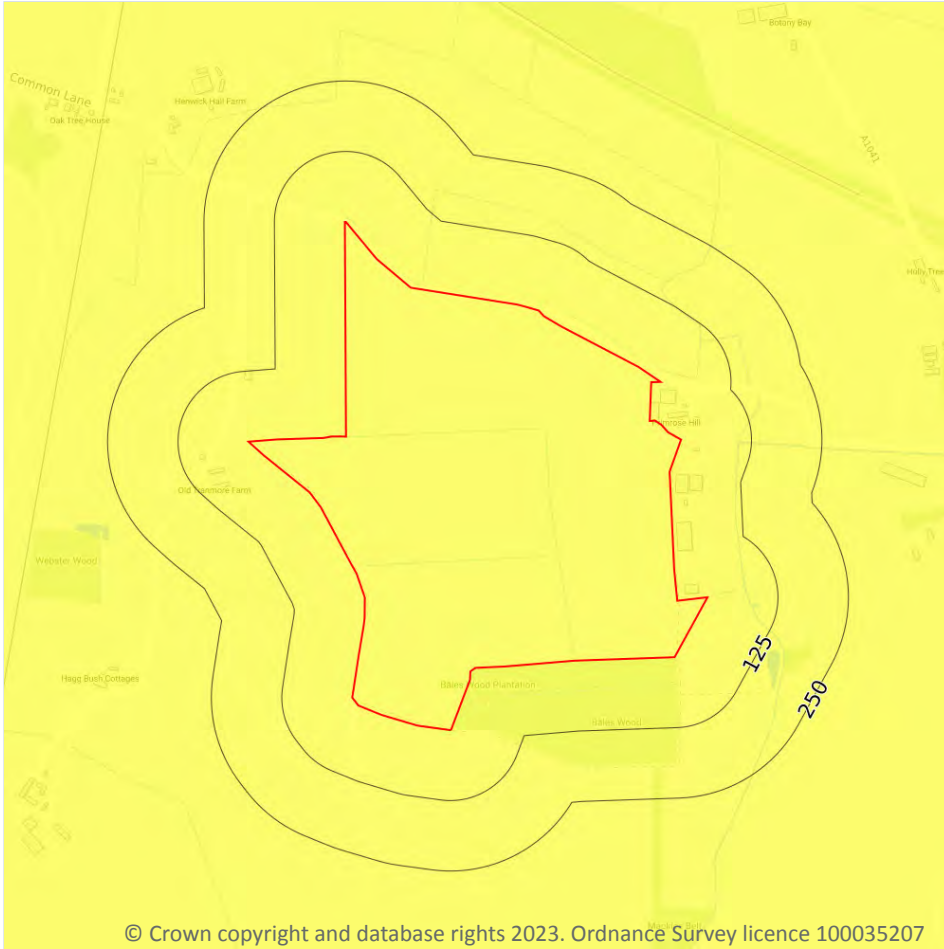 Botany Bay
Common Lane
Henwick Hall Farm
Oak Tree House
A1041
Holly Tree
Primrose Hill
Old Tranmore Farm
Webster Wood
125
Hagg Bush Cottages
Bales Wood Plantation
250
Bales Wood
© Crown copyright and database rights 2023. Ordnance Survey licence 100035207